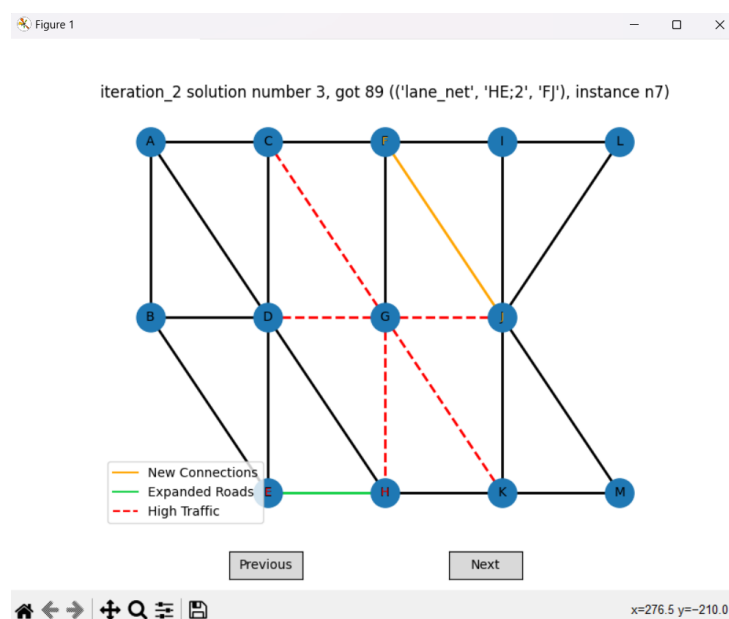 Figure 1
iteration_2 solution number 3, got 89 (('lane_net', 'HE;2', 'FJ'), instance n7)
A C F I L
B D G J
E H K M
New Connections
Expanded Roads
High Traffic
Previous Next
x=276.5 y=−210.0